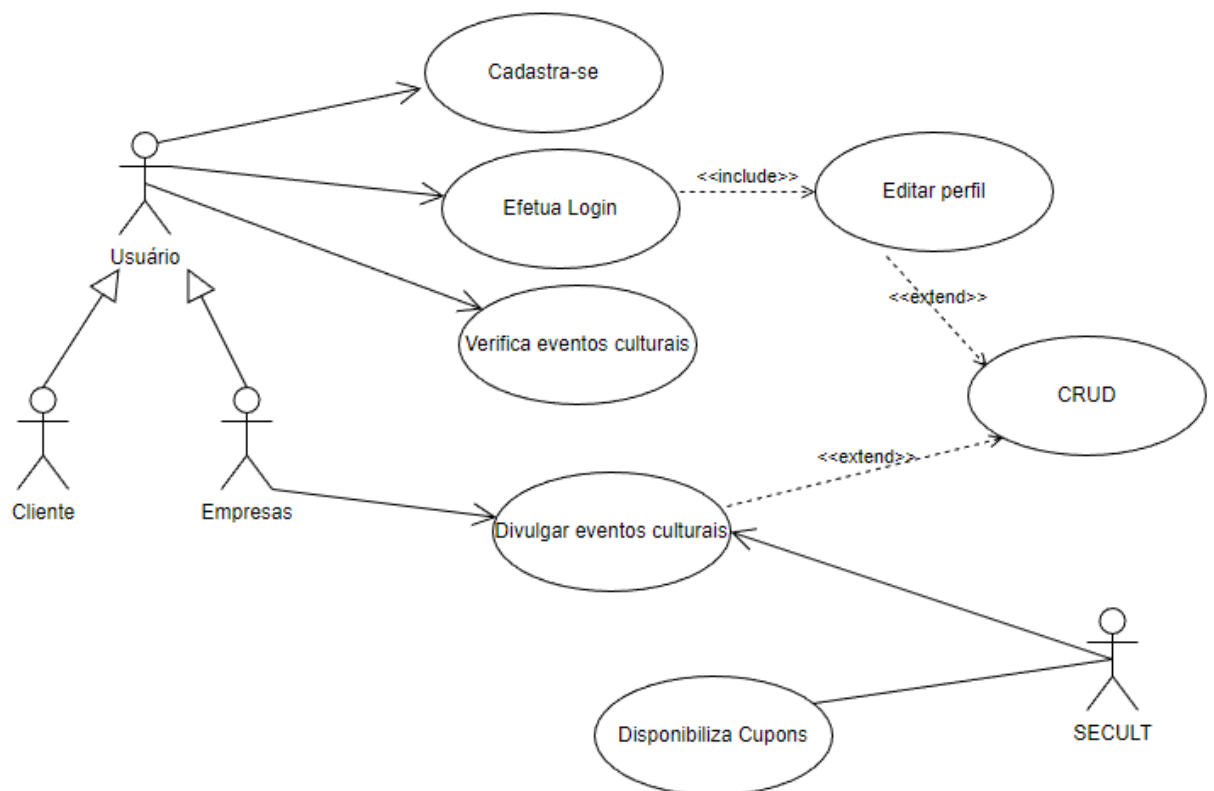 Cadastra-se
<<include>>
Editar perfil
Efetua Login
Usuário
<<extend>>
Verifica eventos culturais
CRUD
<<extend>>
Cliente
Empresas
Divulgar eventos culturais
Disponibiliza Cupons
SECULT